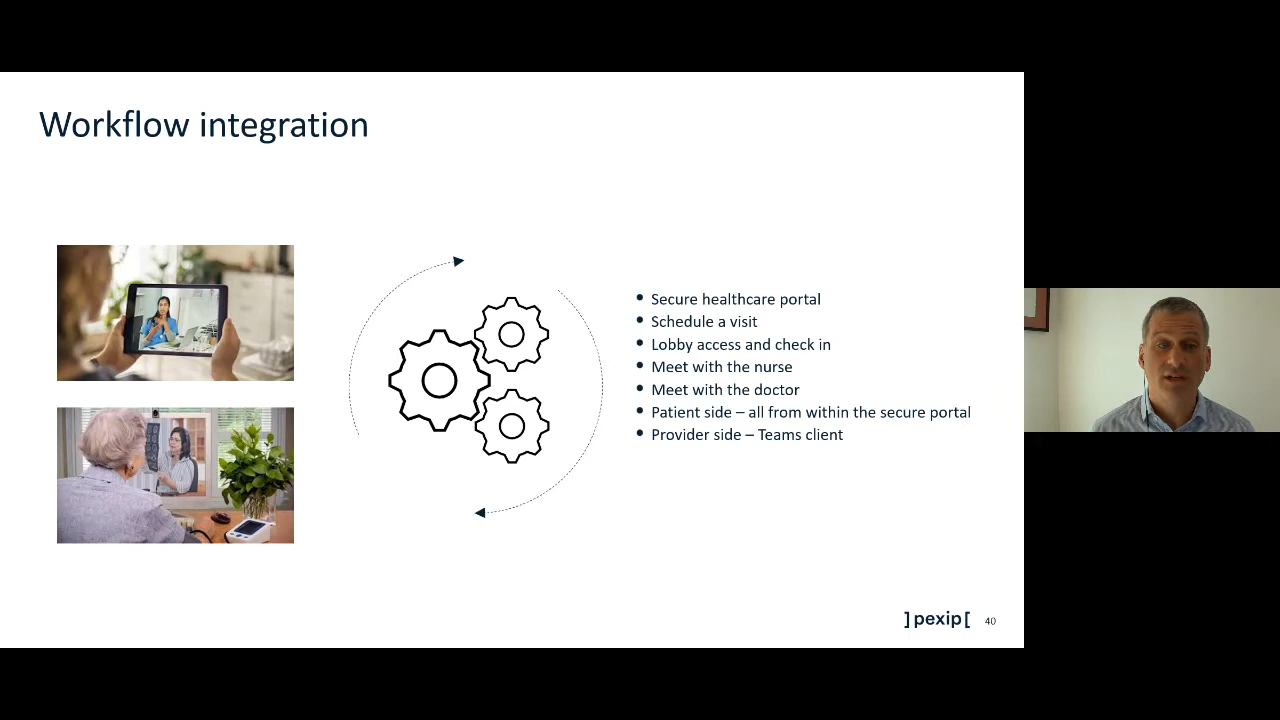 Workflow integration
• Secure healthcare portal
• Schedule a visit
• Lobby access and check in
• Meet with the nurse
• Meet with the doctor
• Patient side – all from within the secure portal
• Provider side – Teams client
]pexip[ 40